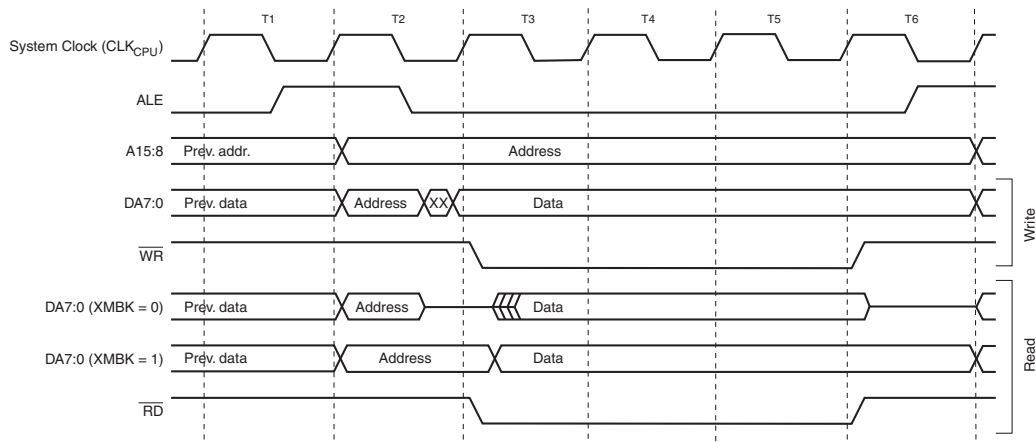 T1 T2 T3 T4 T5 T6
System Clock (CLKCPU)
ALE
A15:8 Prev. addr. Address
DA7:0 Prev. data Address XX Data
WR
Write
DA7:0 (XMBK = 0) Prev. data Address Data
DA7:0 (XMBK = 1) Prev. data Address Data
RD
Read